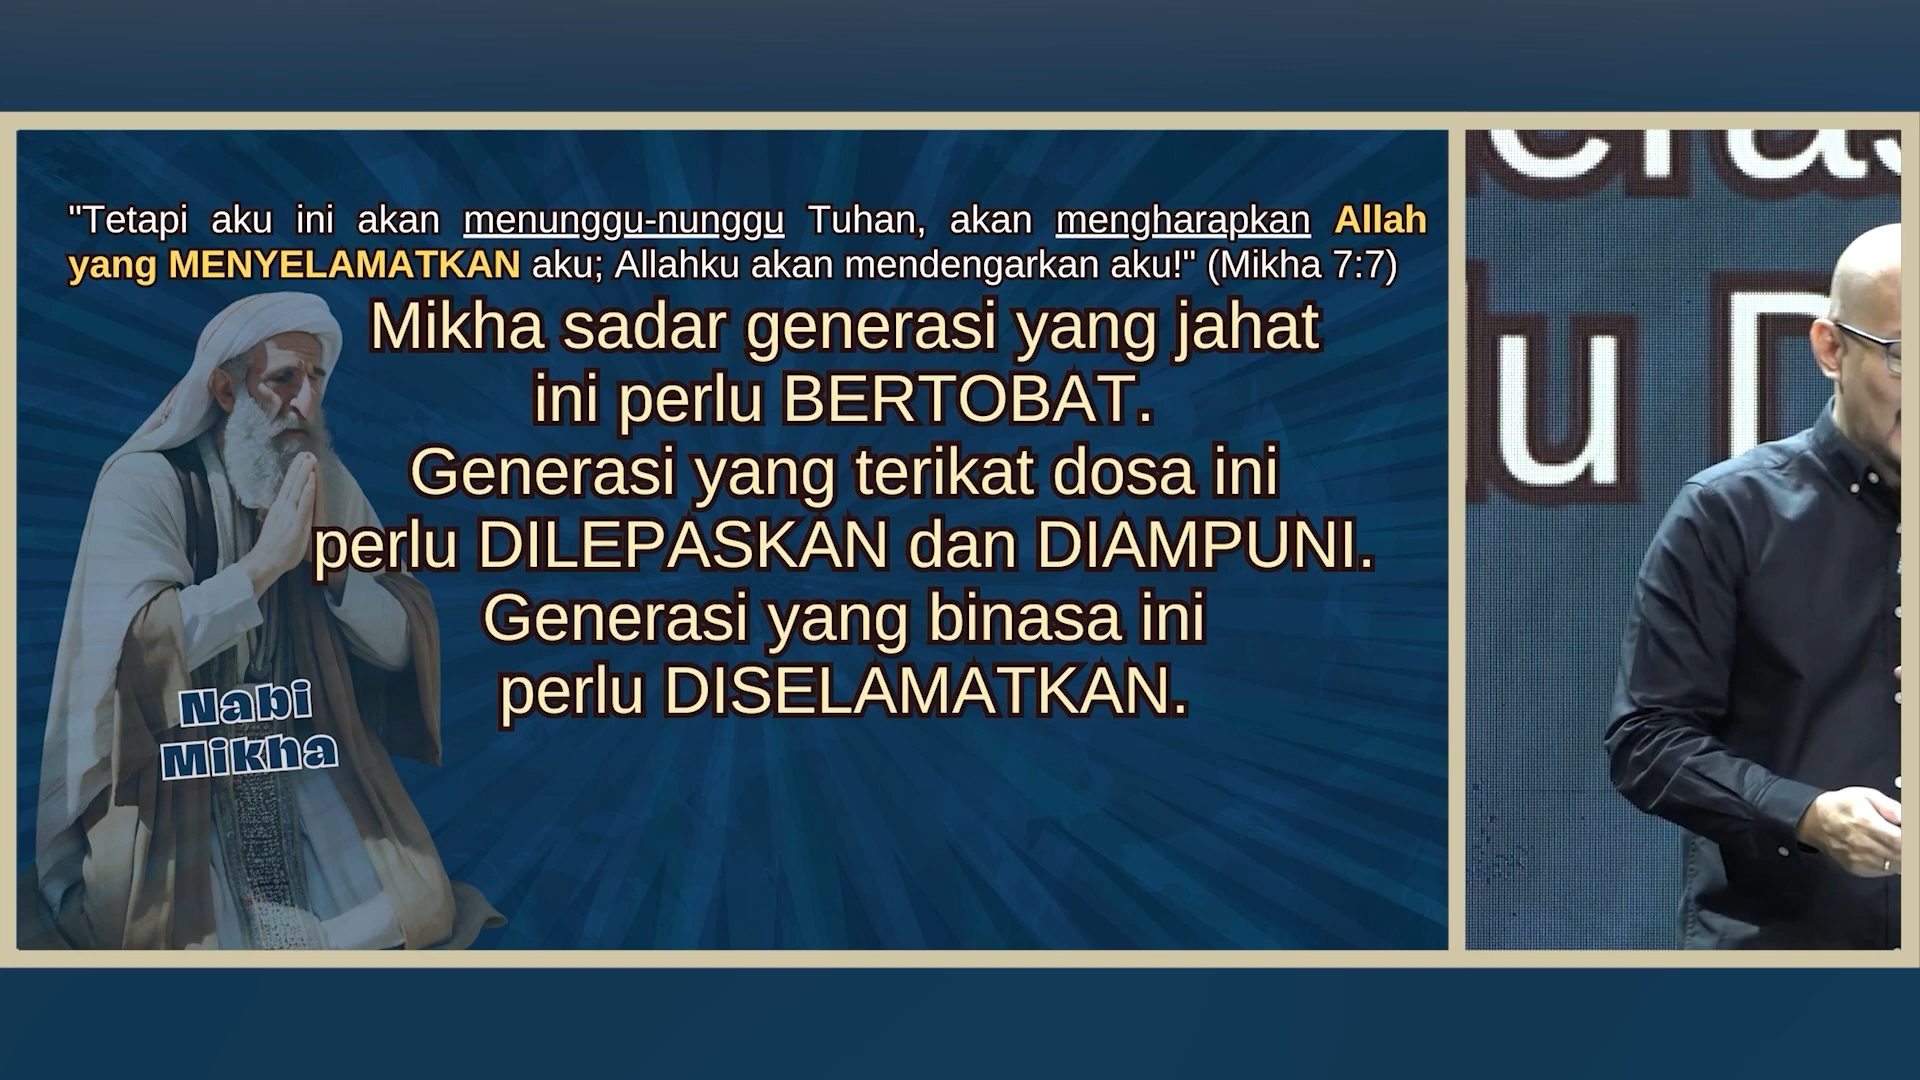 "Tetapi aku ini akan menunggu-nunggu Tuhan, akan mengharapkan Allah
yang MENYELAMATKAN aku; Allahku akan mendengarkan aku!" (Mikha 7:7)
Mikha sadar generasi yang jahat
ini perlu BERTOBAT.
Generasi yang terikat dosa ini
perlu DILEPASKAN dan DIAMPUNI.
Generasi yang binasa ini
perlu DISELAMATKAN.
Nabi
Mikha